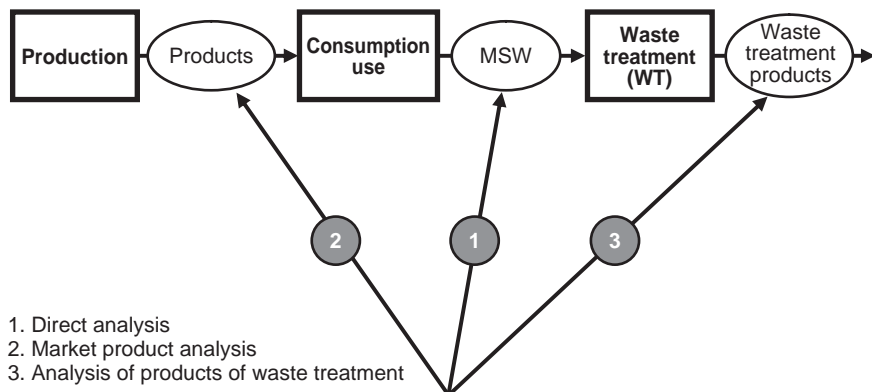 Production
Products
Consumption
use
MSW
Waste
treatment
(WT)
Waste
treatment
products
2
1
3
1. Direct analysis
2. Market product analysis
3. Analysis of products of waste treatment